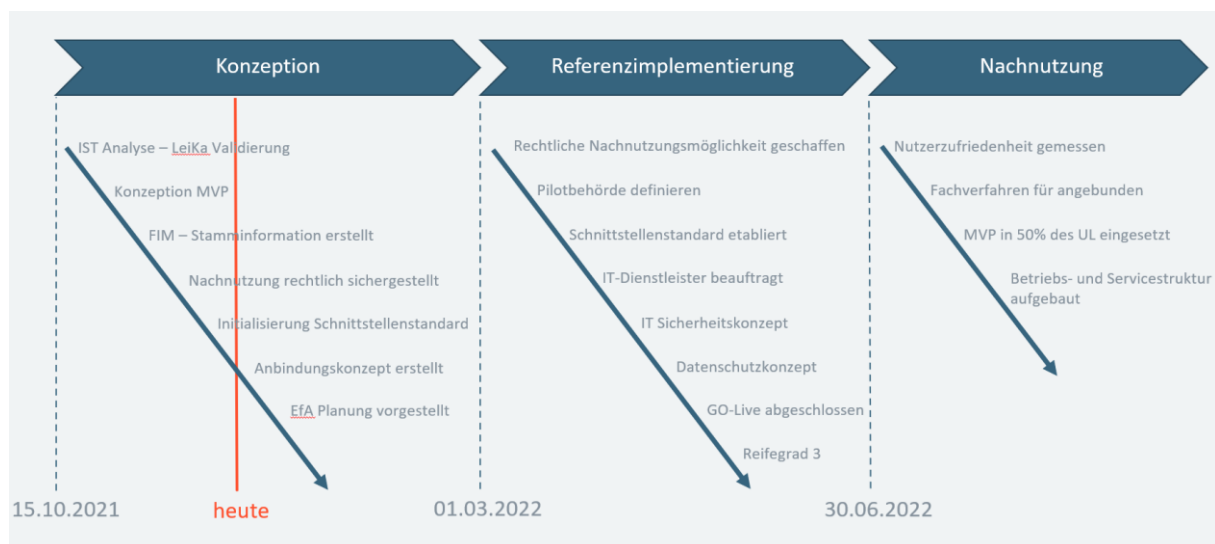 Konzeption
Referenzimplementierung
Nachnutzung
IST Analyse – LeiKa Validierung
Konzeption MVP
FIM – Stamminformation erstellt
Nachnutzung rechtlich sichergestellt
Initialisierung Schnittstellenstandard
Anbindungskonzept erstellt
EfA Planung vorgestellt
Rechtliche Nachnutzungsmöglichkeit geschaffen
Pilotbehörde definieren
Schnittstellenstandard etabliert
IT-Dienstleister beauftragt
IT Sicherheitskonzept
Datenschutzkonzept
GO-Live abgeschlossen
Reifegrad 3
Nutzerzufriedenheit gemessen
Fachverfahren für angebunden
MVP in 50% des UL eingesetzt
Betriebs- und Servicestruktur
aufgebaut
15.10.2021
heute
01.03.2022
30.06.2022